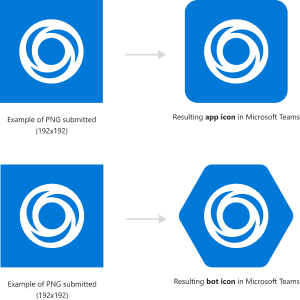 Example of PNG submitted
(192x192)
Resulting app icon in Microsoft Teams
Example of PNG submitted
(192x192)
Resulting bot icon in Microsoft Teams